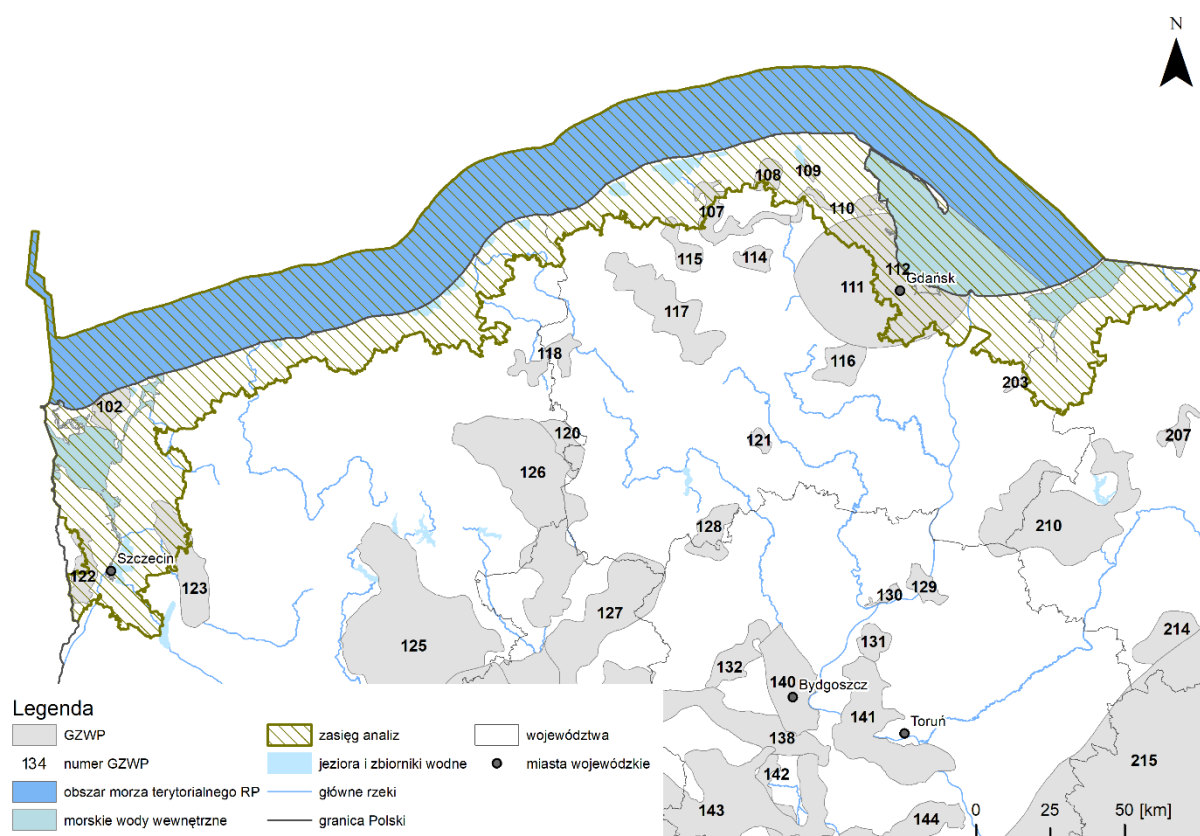 N
108
109
107
110
115
114
112
Gdańsk
111
117
118
116
203
102
120
121
207
126
128
210
Szczecin
122
123
130
129
127
131
214
125
132
140
Bydgoszcz
141
Toruń
138
215
142
143
144
0 25 50 [km]
Legenda
GZWP
134 numer GZWP
obszar morza terytorialnego RP
morskie wody wewnętrzne
zasięg analiz
jeziora i zbiorniki wodne
główne rzeki
granica Polski
województwa
miasta wojewódzkie